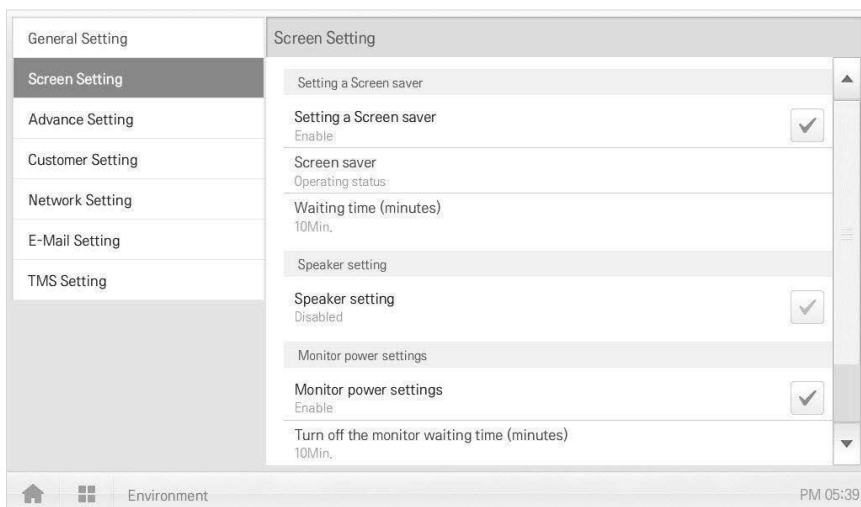 General Setting
Screen Setting
Advance Setting
Customer Setting
Network Setting
E-Mail Setting
TMS Setting
Screen Setting
Setting a Screen saver
Setting a Screen saver
Enable
Screen saver
Operating status
Waiting time (minutes)
10Min.
Speaker setting
Speaker setting
Disabled
Monitor power settings
Monitor power settings
Enable
Turn off the monitor waiting time (minutes)
10Min.
Environment
PM 05:39